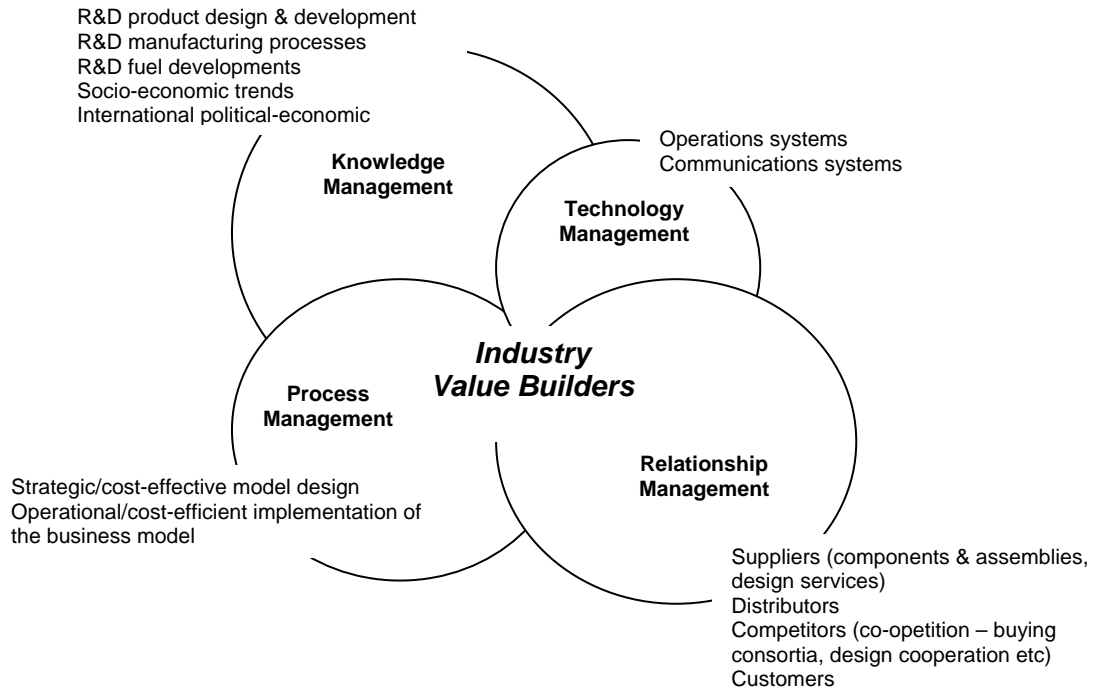 R&D product design & development
R&D manufacturing processes
R&D fuel developments
Socio-economic trends
International political-economic
Knowledge
Management
Operations systems
Communications systems
Technology
Management
Industry
Value Builders
Process
Management
Strategic/cost-effective model design
Operational/cost-efficient implementation of
the business model
Relationship
Management
Suppliers (components & assemblies,
design services)
Distributors
Competitors (co-opetition – buying
consortia, design cooperation etc)
Customers